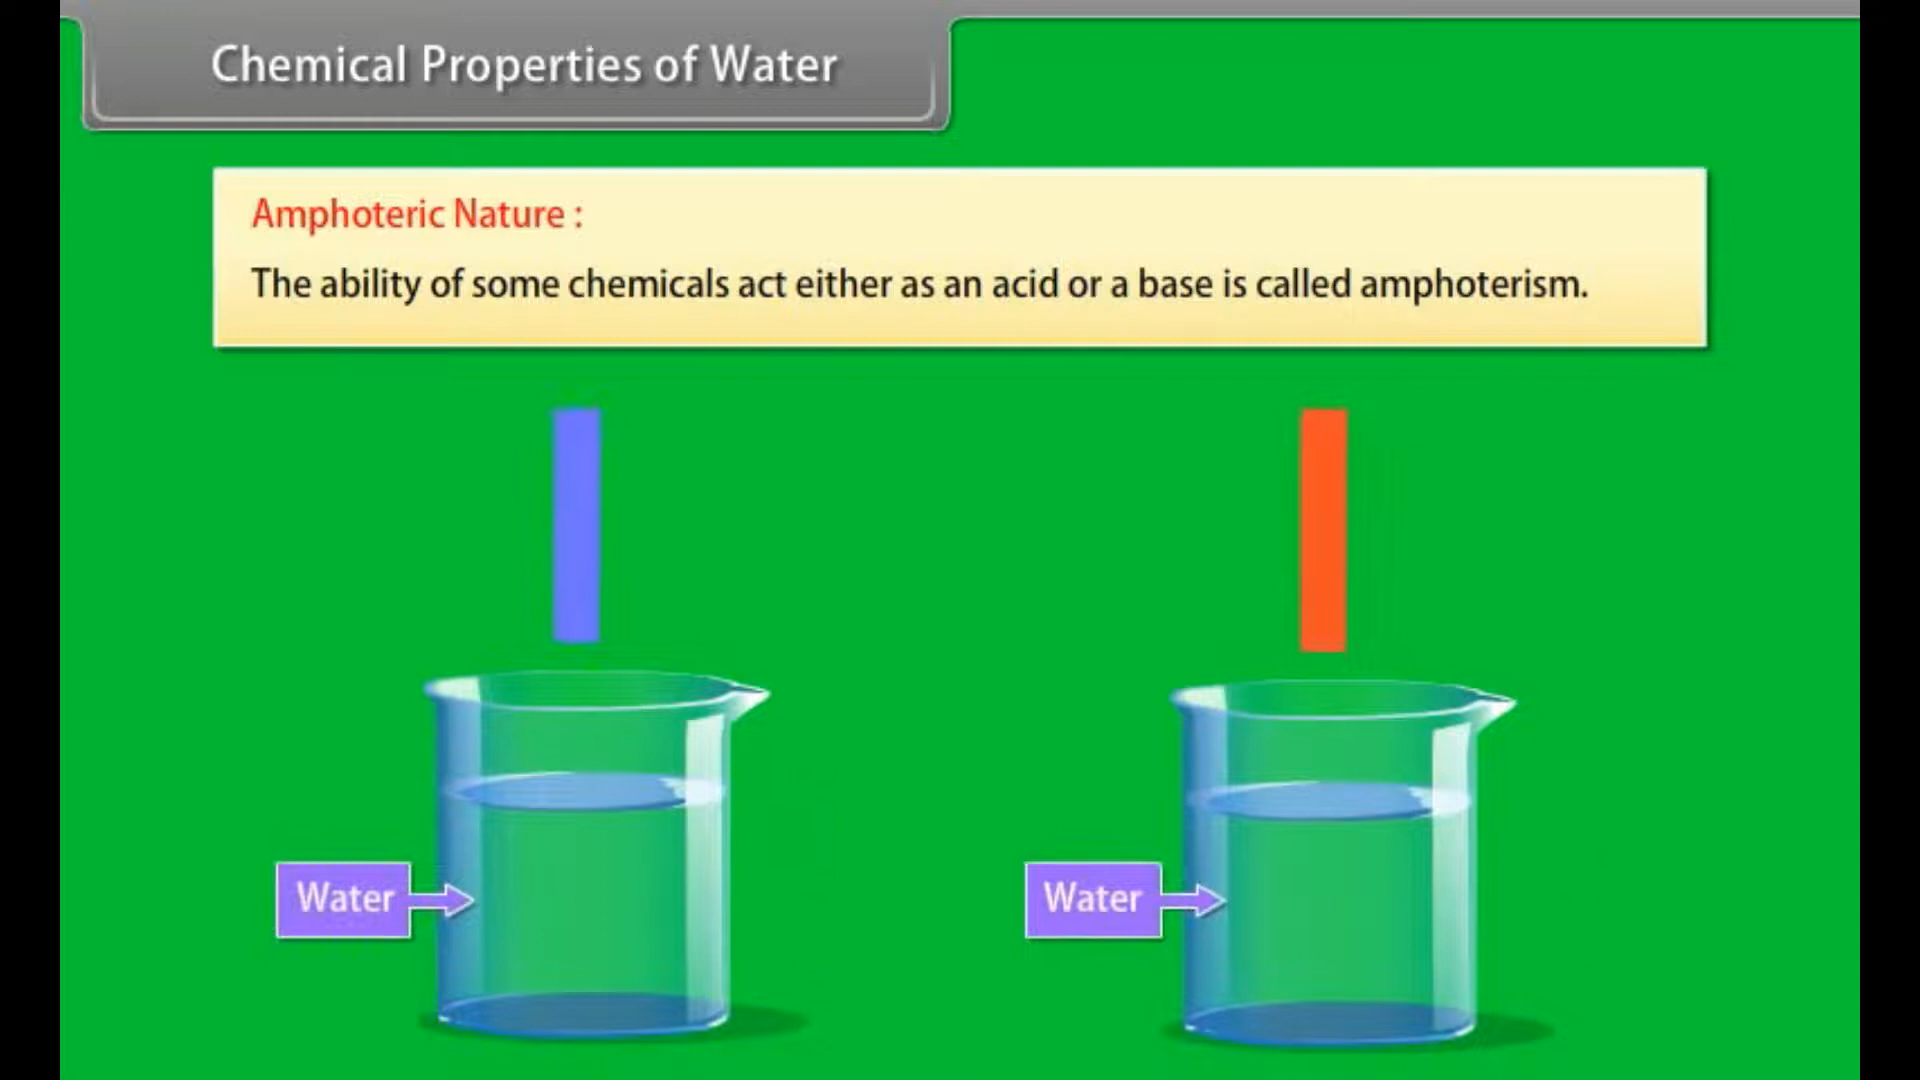 Chemical Properties of Water
Amphoteric Nature :
The ability of some chemicals act either as an acid or a base is called amphoterism.
Water
Water